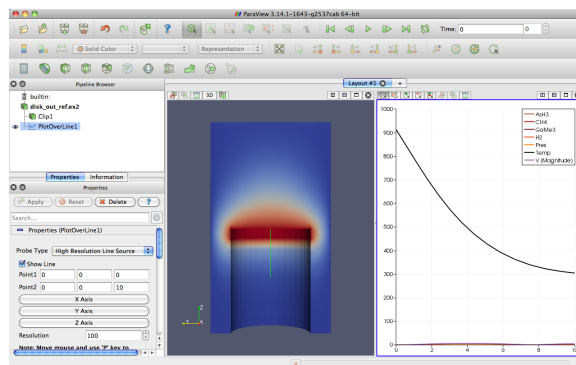 ParaView 3.14.1-1643-g2537cab 64-bit
Time: 0 0
Solid Color Representation
Pipeline Browser
builtin:
disk_out_ref.ex2
Clip1
PlotOverLine1
Properties Information
Properties
Apply Reset Delete ?
Search...
Properties (PlotOverLine1)
Probe Type High Resolution Line Source
Show Line
Point1 0 0 0
Point2 0 0 10
X Axis
Y Axis
Z Axis
Resolution 100
Note: Move mouse and use 'P' key to
Layout #1 +
3D
Z
Y X
1000
900
800
700
600
500
400
300
200
100
0
0 2 4 6 8 10
AsH3
CH4
GaMe3
H2
Pres
Temp
V (Magnitude)